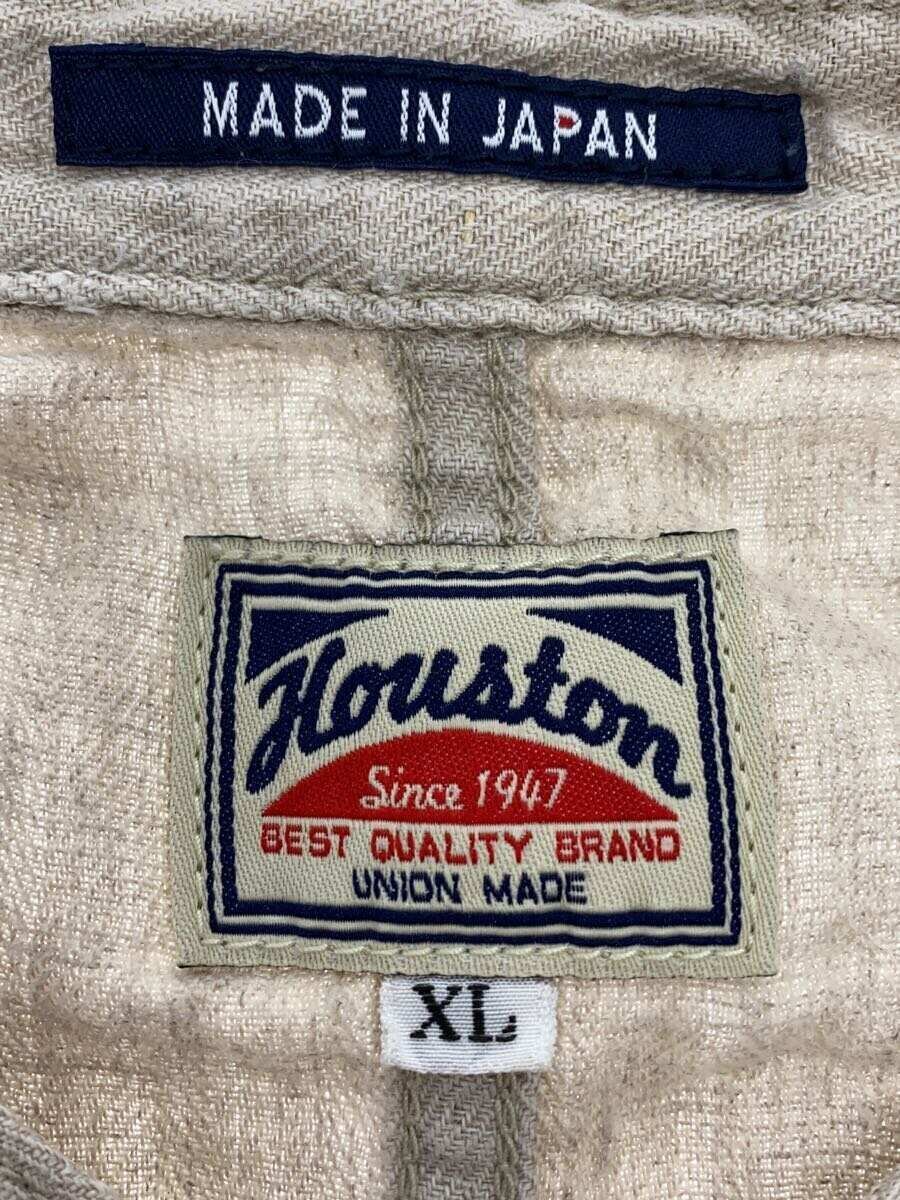 MADE IN JAPAN
Houston
Since 1947
BEST QUALITY BRAND
UNION MADE
XL